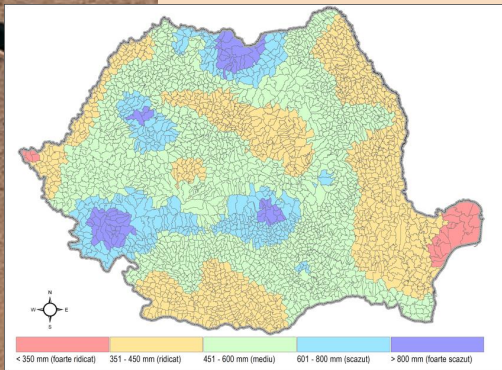 N
W E
S
< 350 mm (foarte ridicat) 351 - 450 mm (ridicat) 451 - 600 mm (mediu) 601 - 800 mm (scazut) > 800 mm (foarte scazut)